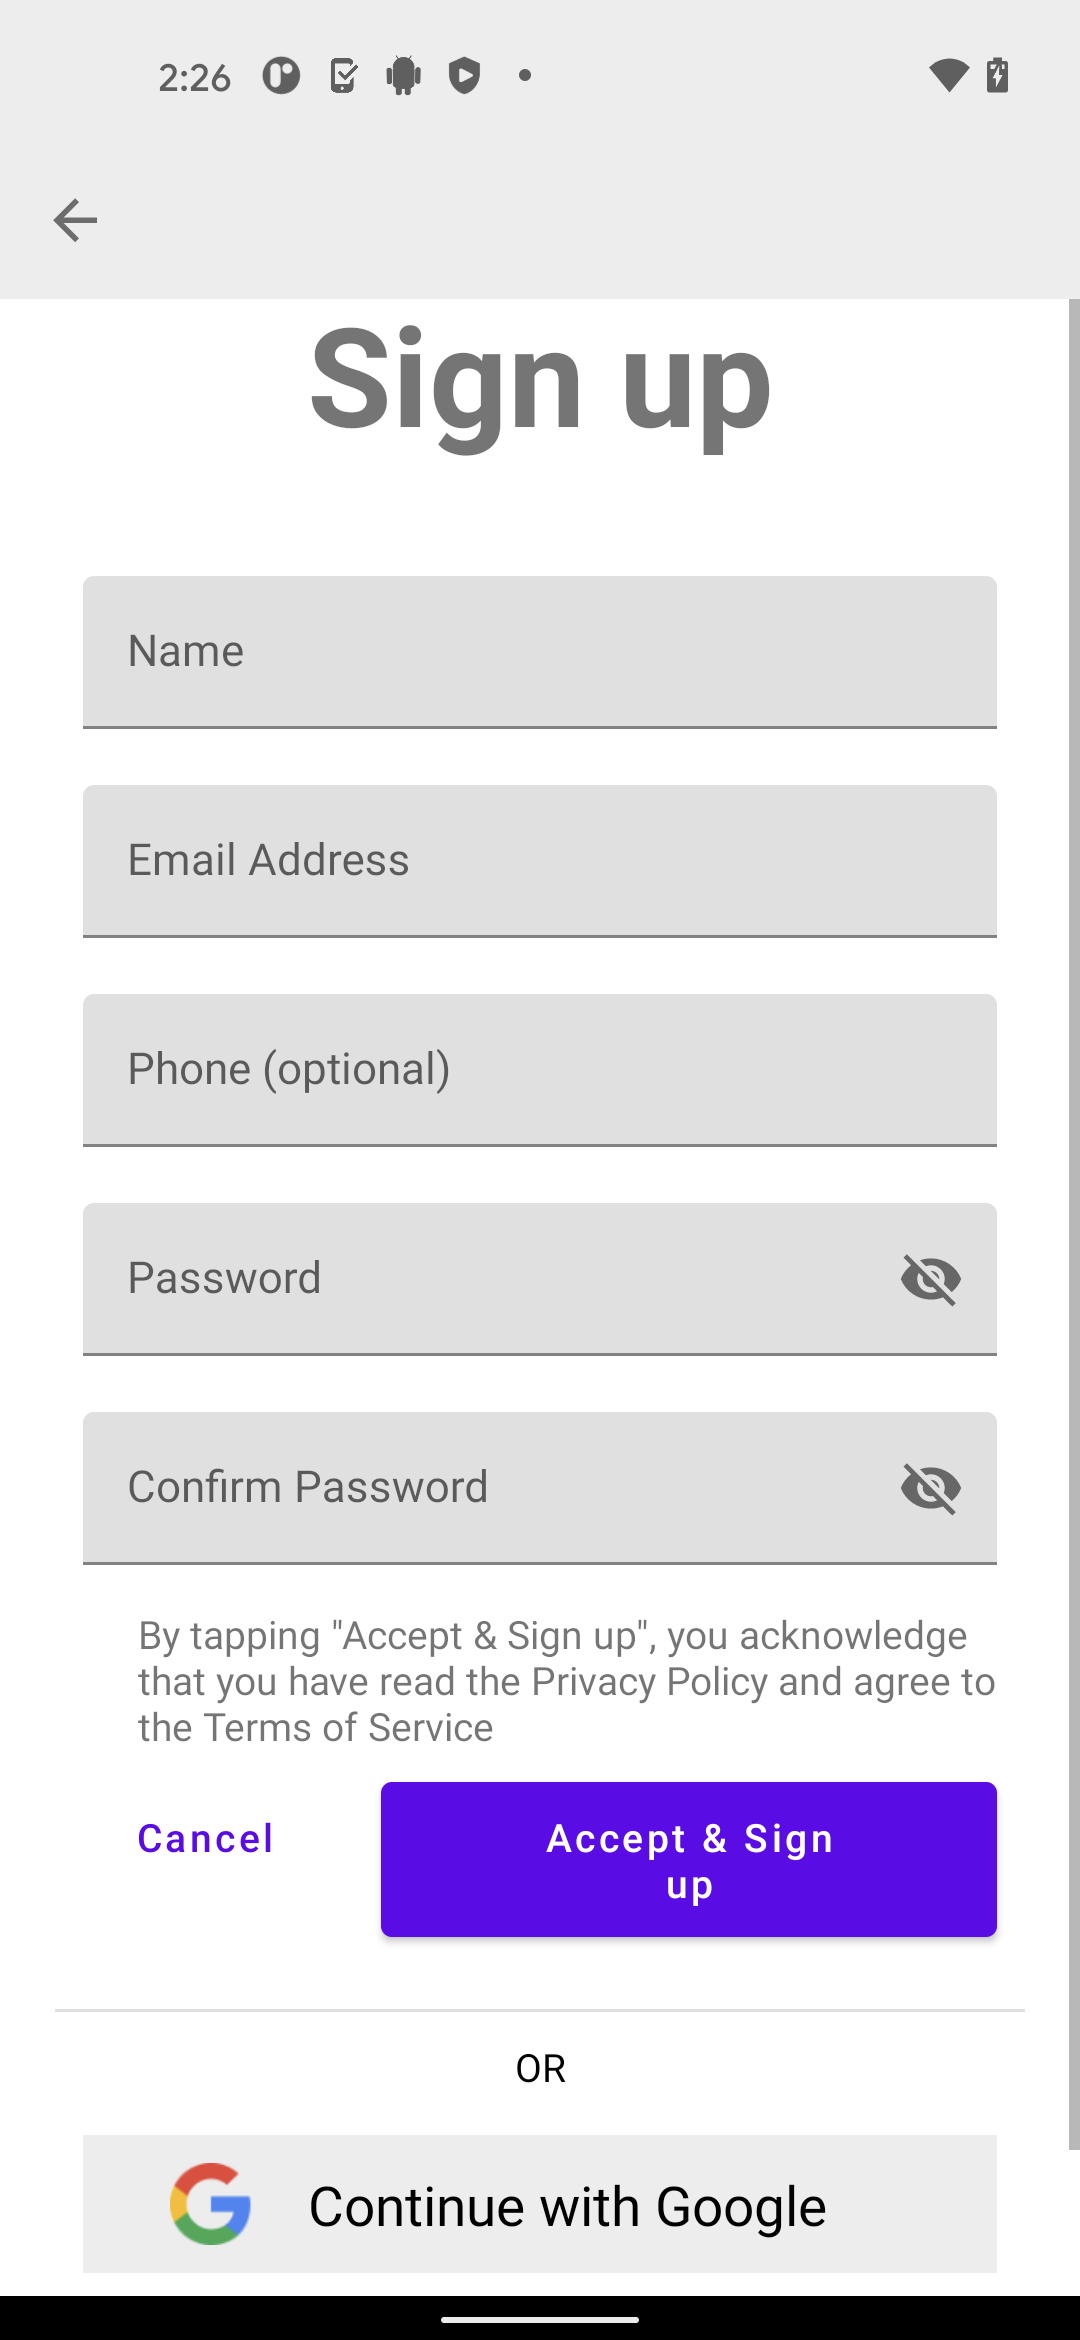 2:26
Sign up
Name
Email Address
Phone (optional)
Password
Confirm Password
By tapping "Accept & Sign up", you acknowledge
that you have read the Privacy Policy and agree to
the Terms of Service
Cancel
Accept & Sign
up
OR
Continue with Google